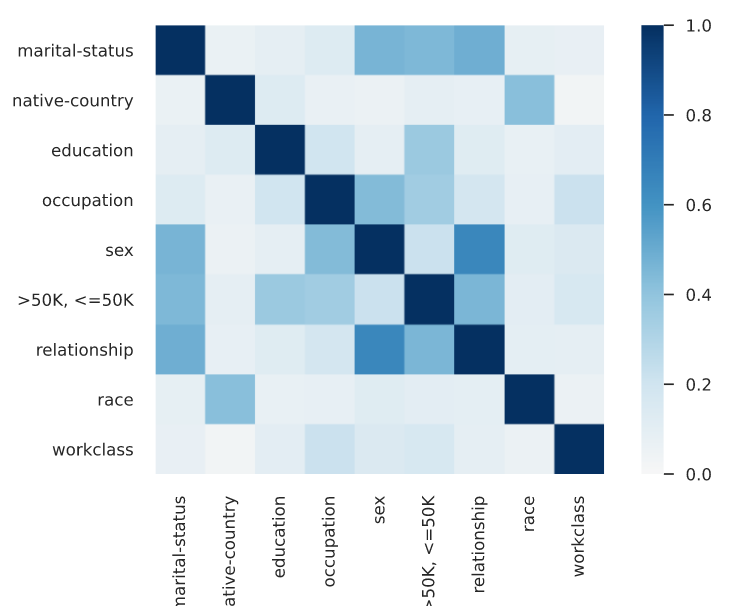 marital-status
native-country
education
occupation
sex
>50K, <=50K
relationship
race
workclass
1.0
0.8
0.6
0.4
0.2
0.0
marital-status
ative-country
education
occupation
sex
>50K, <=50K
relationship
race
workclass